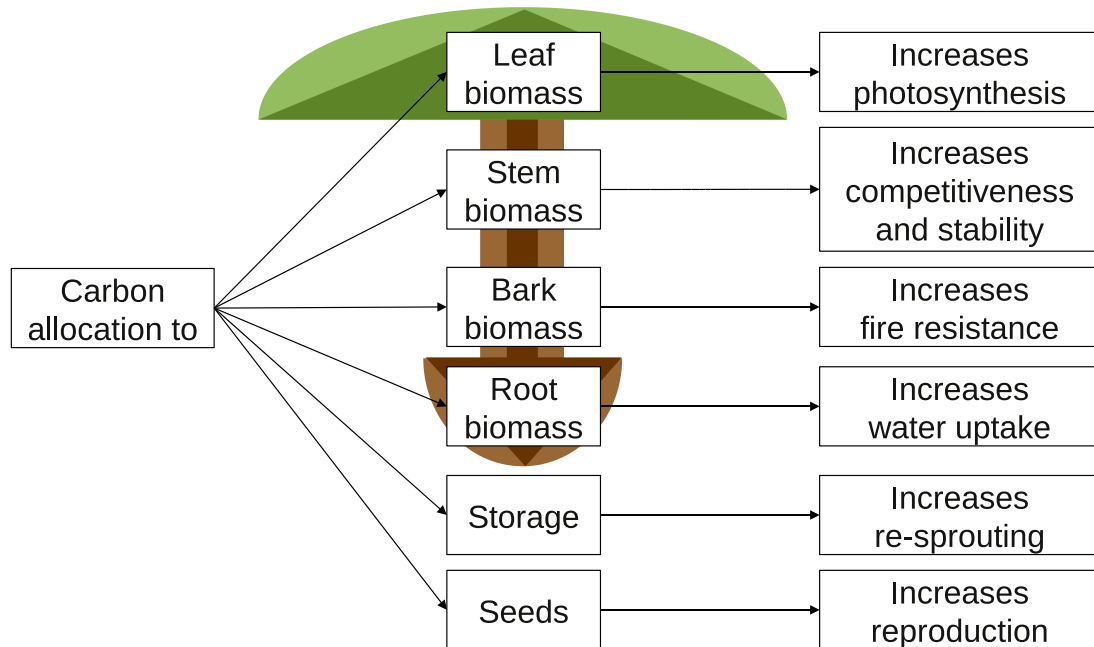 Carbon
allocation to
Leaf
biomass
Increases
photosynthesis
Stem
biomass
Increases
competitiveness
and stability
Bark
biomass
Increases
fire resistance
Root
biomass
Increases
water uptake
Storage
Increases
re-sprouting
Seeds
Increases
reproduction